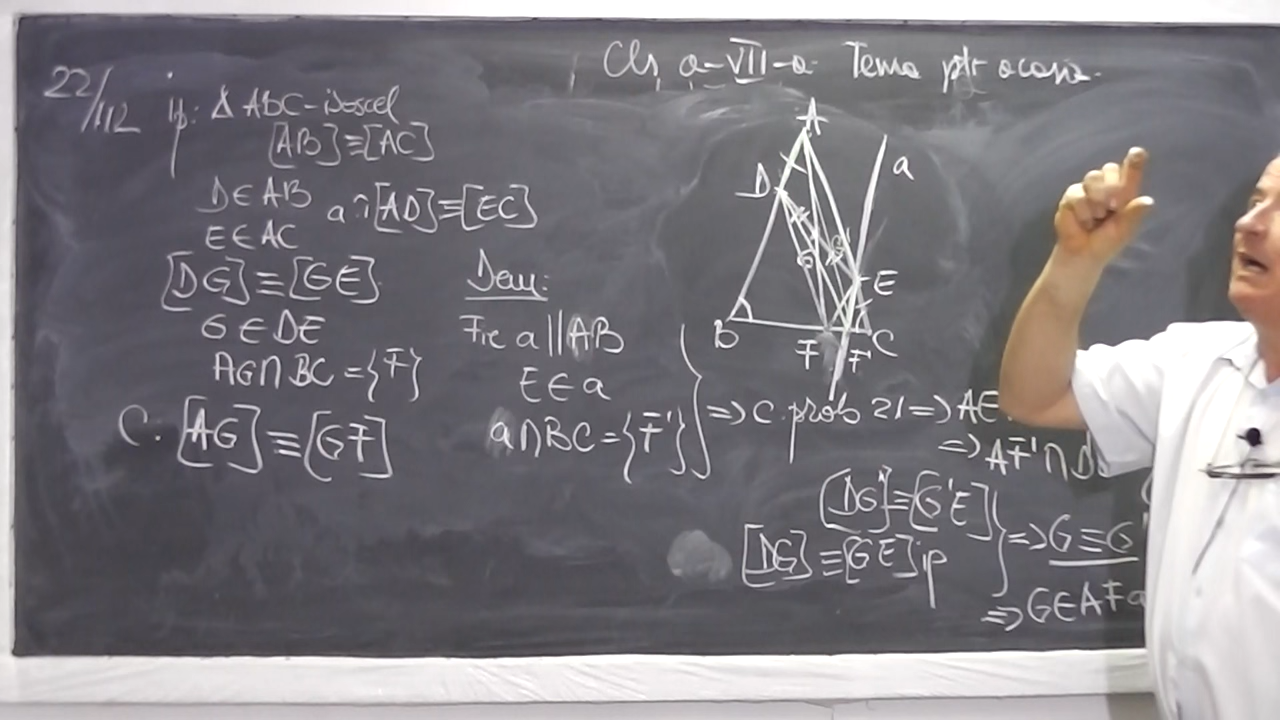 Cls a-VII-a Tema ptr acasă.
22/112 ip: Δ ABC-isoscel
[AB]≡[AC]
D∈AB
E∈AC
a î [AD]≡[EC]
[DG]≡[GE]
G∈DE
AG∩BC={F}
C. [AG]≡[GF]
Dem:
Fie a||AB
E∈a
a∩BC={F'}
⇒ C. prob 21 ⇒ AE
⇒ AF'∩D
[DG']≡[G'E]
[DG]≡[GE] ip
⇒ G≡G'
⇒ G∈AF
A
D
a
G
G'
E
B
F
F'
C